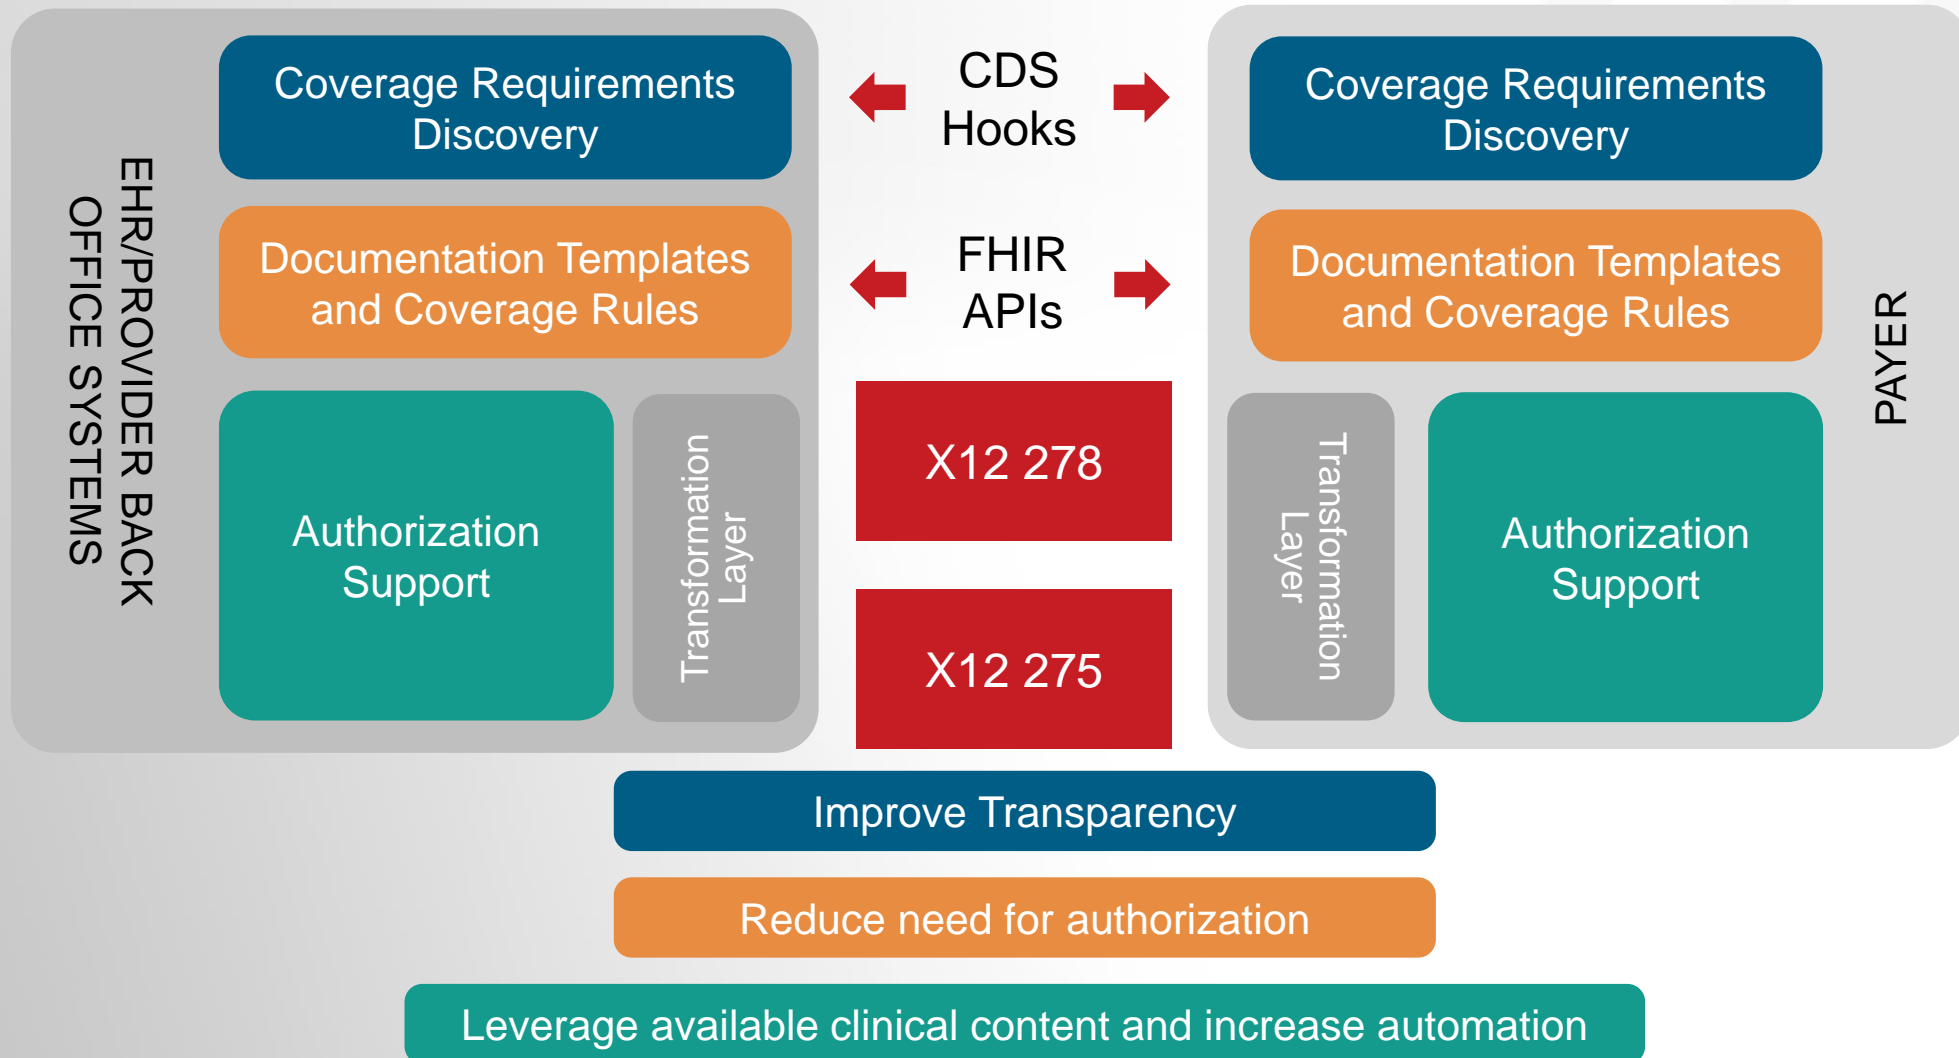 EHR/PROVIDER BACK
OFFICE SYSTEMS
Coverage Requirements
Discovery
Documentation Templates
and Coverage Rules
Authorization
Support
Transformation
Layer
CDS
Hooks
FHIR
APIs
X12 278
X12 275
Coverage Requirements
Discovery
Documentation Templates
and Coverage Rules
Transformation
Layer
Authorization
Support
PAYER
Improve Transparency
Reduce need for authorization
Leverage available clinical content and increase automation